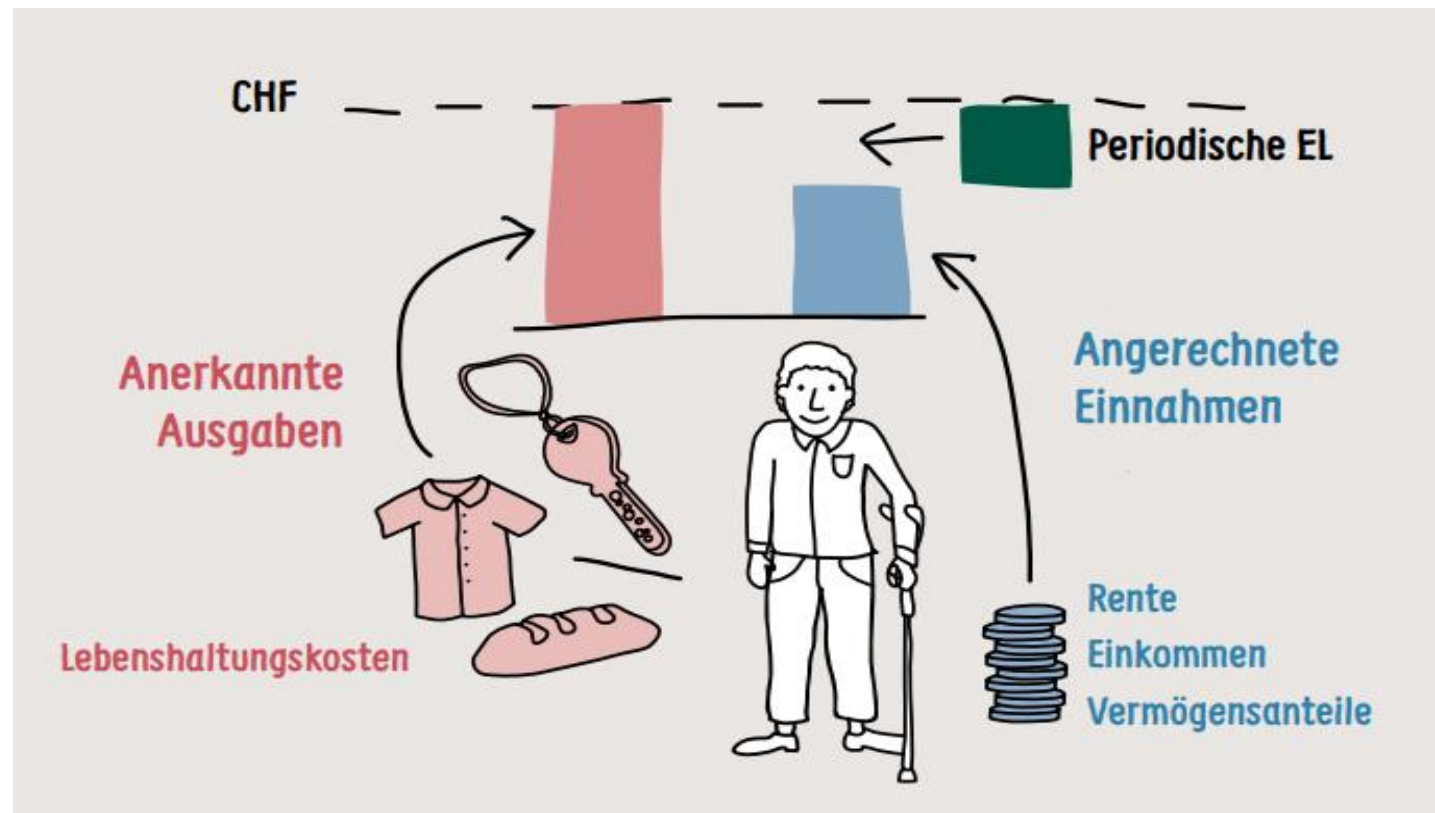 CHF
Periodische EL
Anerkannte
Ausgaben
Angerechnete
Einnahmen
Lebenshaltungskosten
Rente
Einkommen
Vermögensanteile